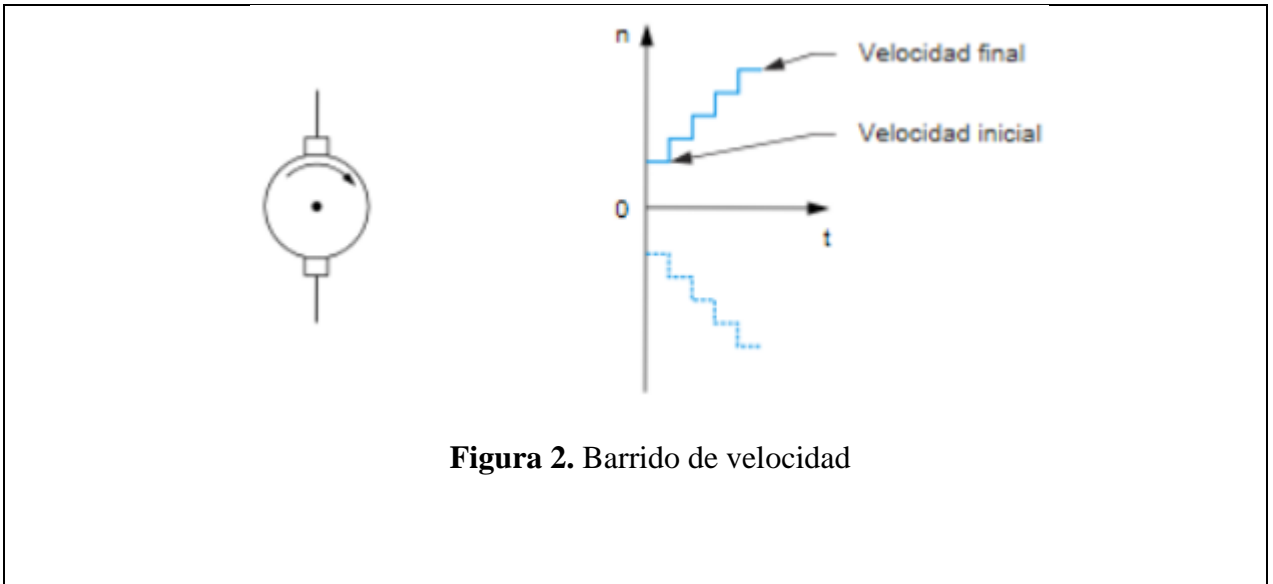 n
Velocidad final
Velocidad inicial
0
t
Figura 2. Barrido de velocidad